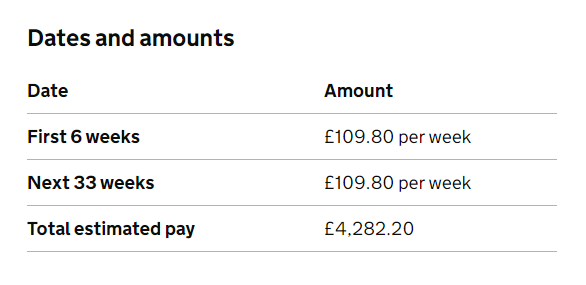 Dates and amounts
Date Amount
First 6 weeks £109.80 per week
Next 33 weeks £109.80 per week
Total estimated pay £4,282.20